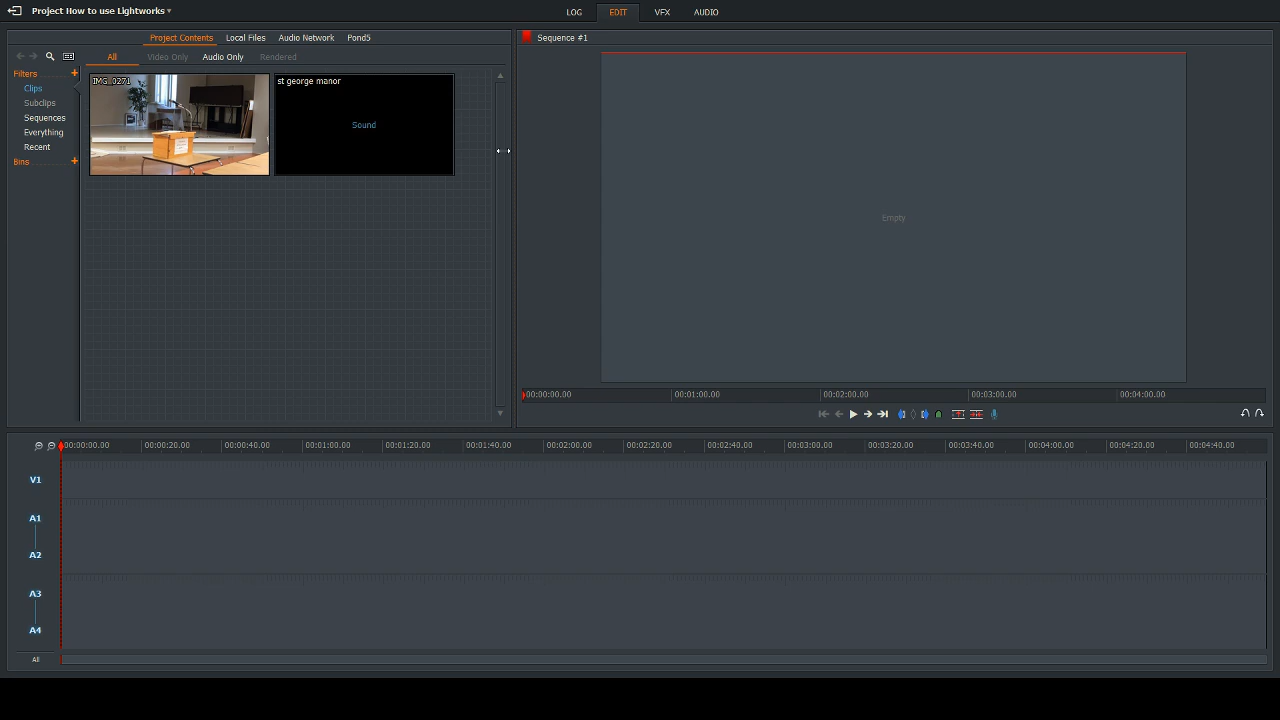 Project How to use Lightworks
LOG EDIT VFX AUDIO
Project Contents Local Files Audio Network Pond5
Sequence #1
All Video Only Audio Only Rendered
Filters +
Clips
Subclips
Sequences
Everything
Recent
Bins +
IMG_0271
st george manor
Sound
Empty
00:00:00.00 00:01:00.00 00:02:00.00 00:03:00.00 00:04:00.00
00:00:00.00 00:00:20.00 00:00:40.00 00:01:00.00 00:01:20.00 00:01:40.00 00:02:00.00 00:02:20.00 00:02:40.00 00:03:00.00 00:03:20.00 00:03:40.00 00:04:00.00 00:04:20.00 00:04:40.00
V1
A1
A2
A3
A4
All